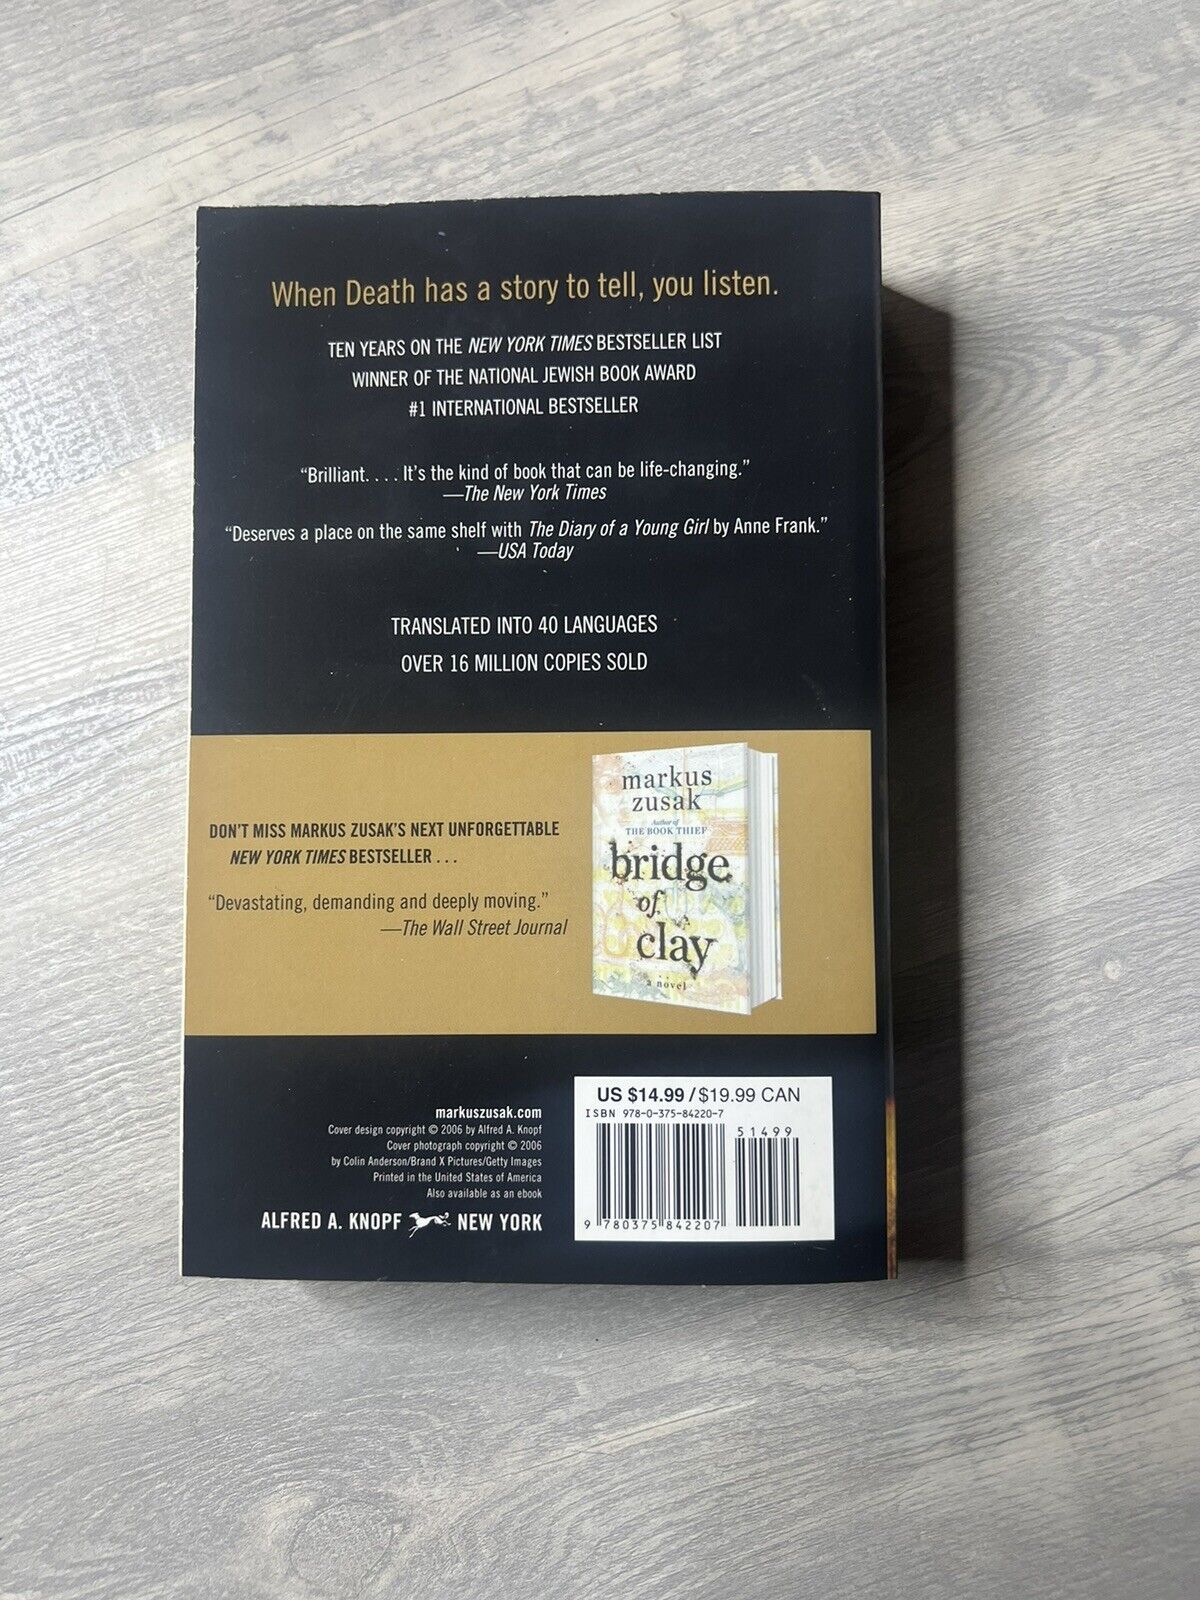 When Death has a story to tell, you listen.
TEN YEARS ON THE NEW YORK TIMES BESTSELLER LIST
WINNER OF THE NATIONAL JEWISH BOOK AWARD
#1 INTERNATIONAL BESTSELLER
“Brilliant. . . . It's the kind of book that can be life-changing.”
—The New York Times
“Deserves a place on the same shelf with The Diary of a Young Girl by Anne Frank.”
—USA Today
TRANSLATED INTO 40 LANGUAGES
OVER 16 MILLION COPIES SOLD
DON'T MISS MARKUS ZUSAK'S NEXT UNFORGETTABLE
NEW YORK TIMES BESTSELLER . . .
“Devastating, demanding and deeply moving.”
—The Wall Street Journal
markus
zusak
Author of
THE BOOK THIEF
bridge
of
clay
a novel
markuszusak.com
Cover design copyright © 2006 by Alfred A. Knopf
Cover photograph copyright © 2006
by Colin Anderson/Brand X Pictures/Getty Images
Printed in the United States of America
Also available as an ebook
ALFRED A. KNOPF NEW YORK
US $14.99 / $19.99 CAN
ISBN 978-0-375-84220-7
51499
9 780375 842207